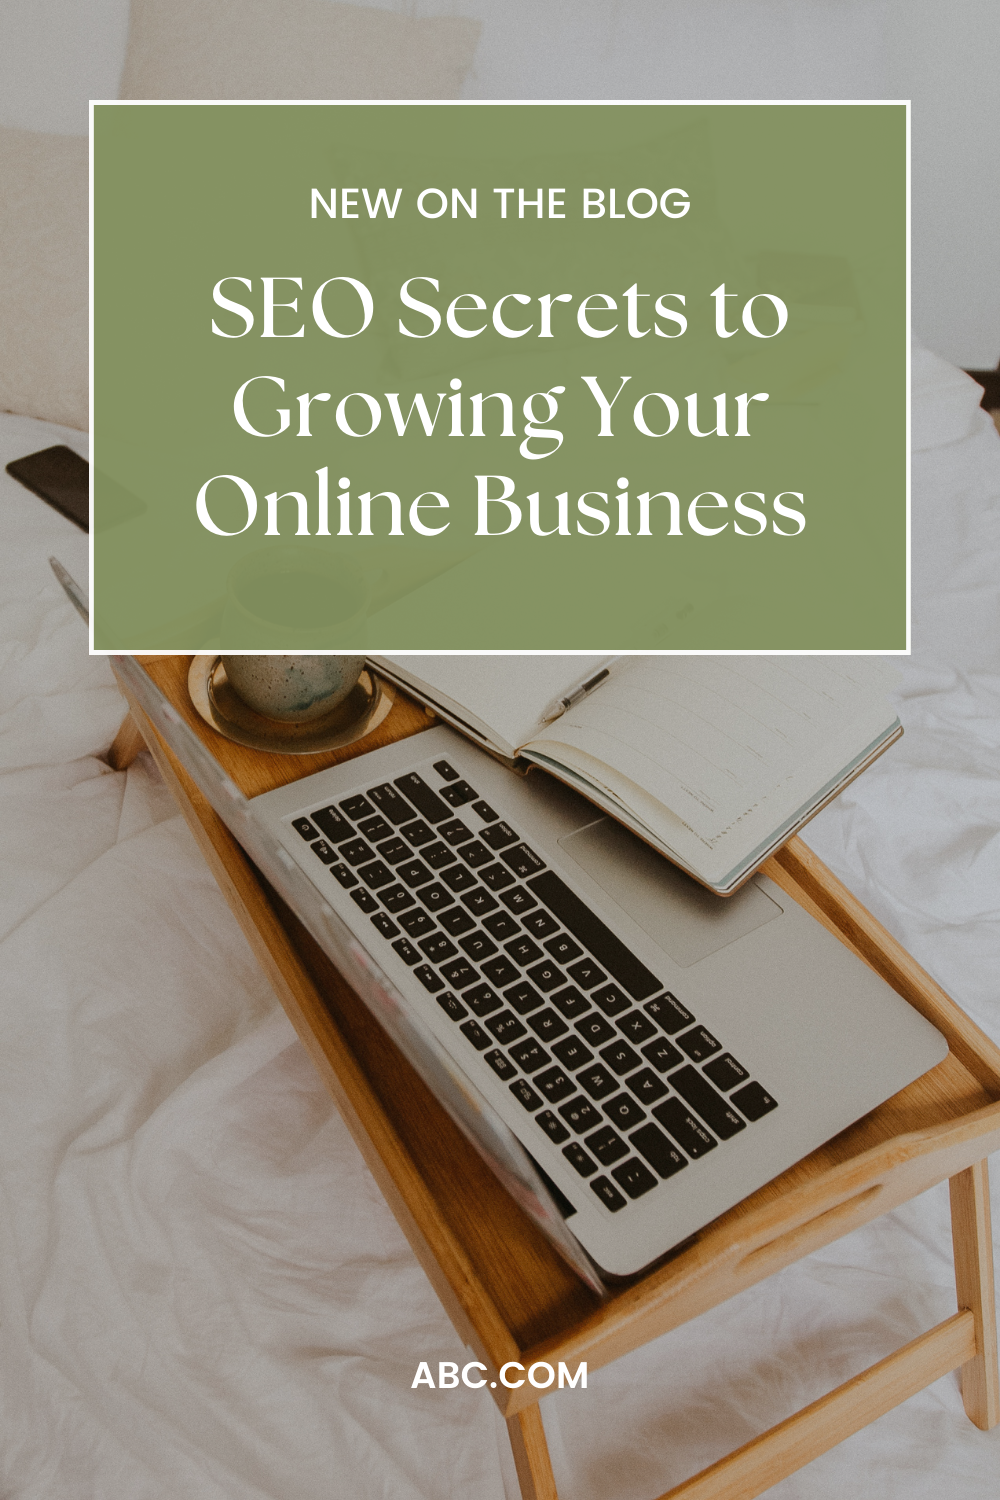 NEW ON THE BLOG
SEO Secrets to
Growing Your
Online Business
ABC.COM